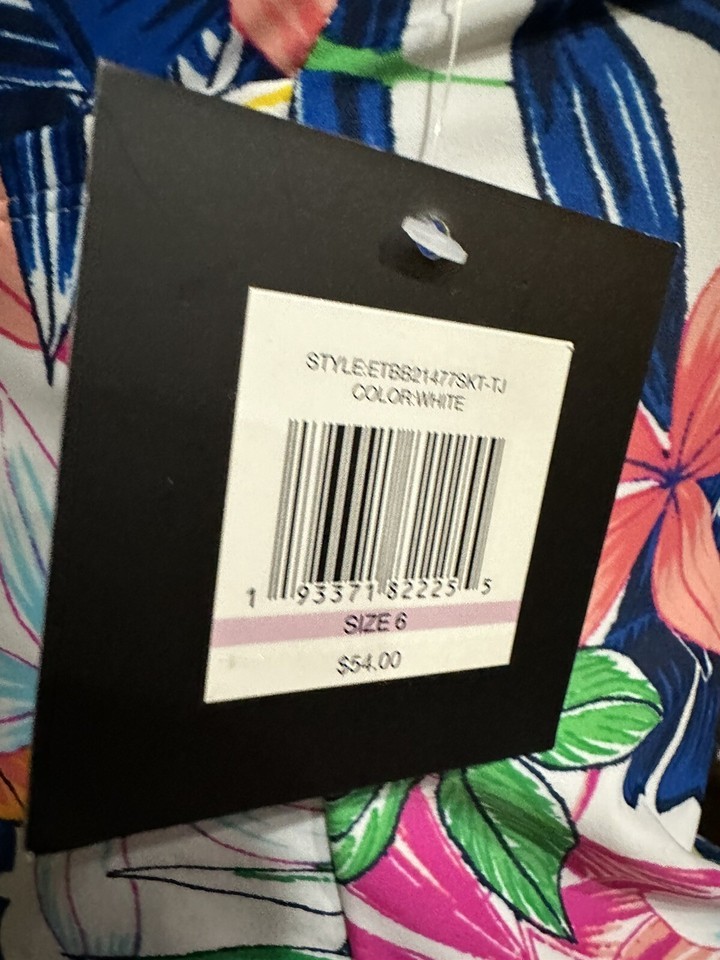 STYLE:ETBB21477SKT-TJ
COLOR:WHITE
1 93371 82225 5
SIZE 6
$54.00